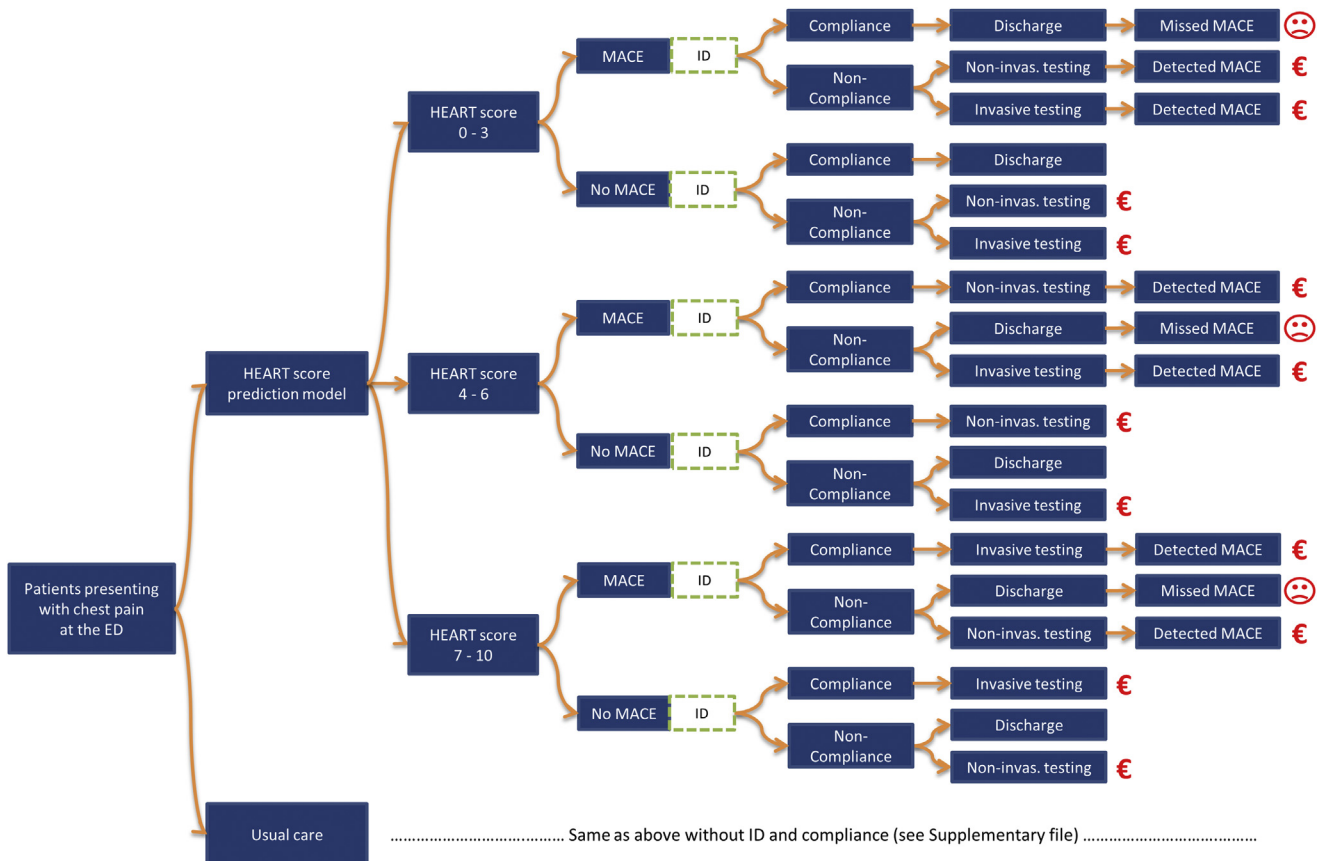 Patients presenting
with chest pain
at the ED
HEART score
prediction model
HEART score
0 - 3
MACE
ID
Compliance
Discharge
Missed MACE
Non-
Compliance
Non-invas. testing
Detected MACE
€
Invasive testing
Detected MACE
€
No MACE
ID
Compliance
Discharge
Non-
Compliance
Non-invas. testing
€
Invasive testing
€
HEART score
4 - 6
MACE
ID
Compliance
Non-invas. testing
Detected MACE
€
Non-
Compliance
Discharge
Missed MACE
Invasive testing
Detected MACE
€
No MACE
ID
Compliance
Non-invas. testing
€
Non-
Compliance
Discharge
Invasive testing
€
HEART score
7 - 10
MACE
ID
Compliance
Invasive testing
Detected MACE
€
Non-
Compliance
Discharge
Missed MACE
Non-invas. testing
Detected MACE
€
No MACE
ID
Compliance
Invasive testing
€
Non-
Compliance
Discharge
Non-invas. testing
€
Usual care
........................................ Same as above without ID and compliance (see Supplementary file) ........................................